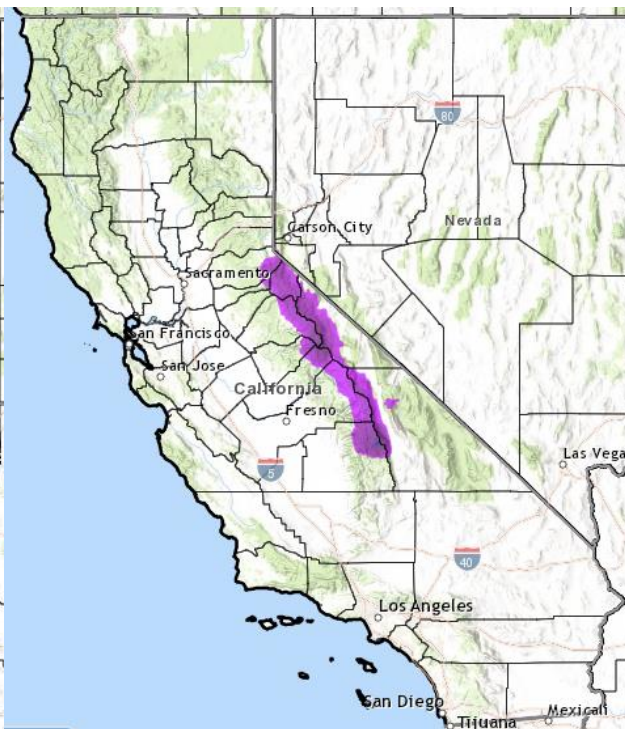 80
Carson City
Nevada
Sacramento
San Francisco
San Jose
California
Fresno
5
Las Vega
40
Los Angeles
San Diego
Mexicali
Tijuana